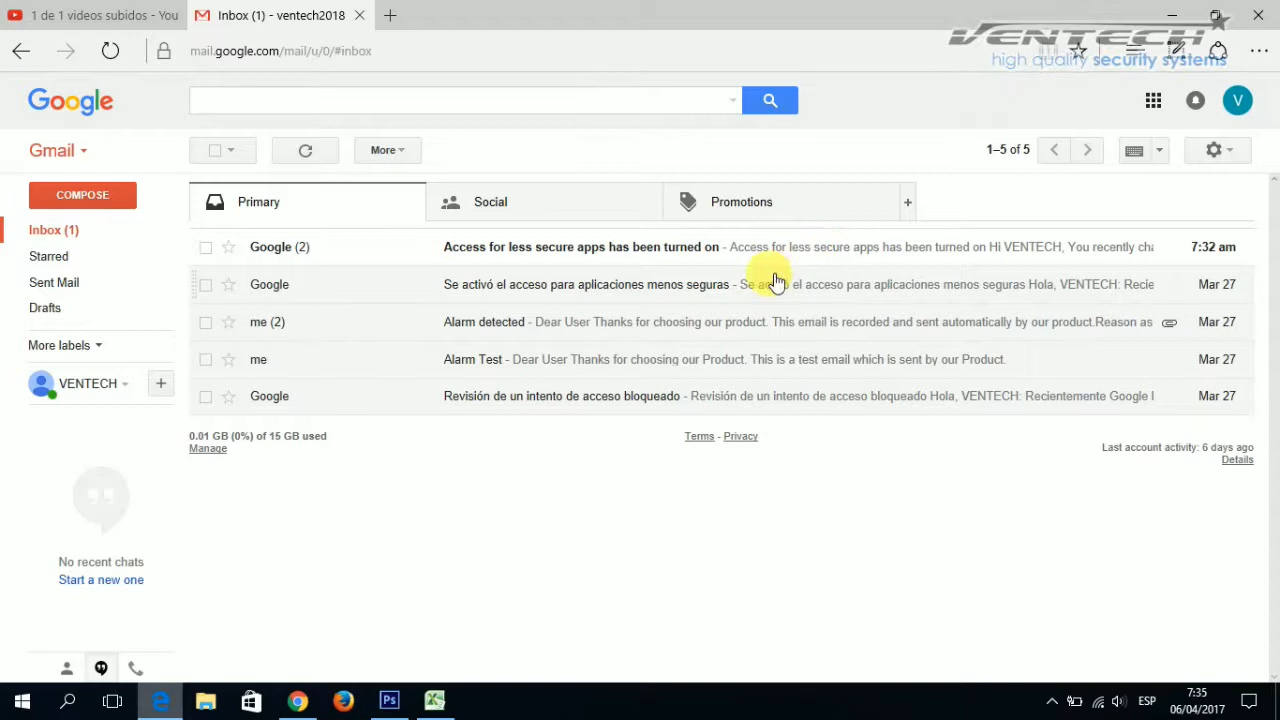 1 de 1 videos subidos - You
Inbox (1) - ventech2018
VENTECH
high quality security systems
mail.google.com/mail/u/0/#inbox
Google
V
Gmail
More
1–5 of 5
COMPOSE
Primary
Social
Promotions
+
Inbox (1)
Starred
Sent Mail
Drafts
More labels
VENTECH
+
Google (2) Access for less secure apps has been turned on - Access for less secure apps has been turned on Hi VENTECH, You recently cha 7:32 am
Google Se activó el acceso para aplicaciones menos seguras - Se el acceso para aplicaciones menos seguras Hola, VENTECH: Recie Mar 27
me (2) Alarm detected - Dear User Thanks for choosing our product. This email is recorded and sent automatically by our product.Reason as Mar 27
me Alarm Test - Dear User Thanks for choosing our Product. This is a test email which is sent by our Product. Mar 27
Google Revisión de un intento de acceso bloqueado - Revisión de un intento de acceso bloqueado Hola, VENTECH: Recientemente Google Mar 27
0.01 GB (0%) of 15 GB used
Manage
Terms - Privacy
Last account activity: 6 days ago
Details
No recent chats
Start a new one
Ps
ESP
7:35
06/04/2017